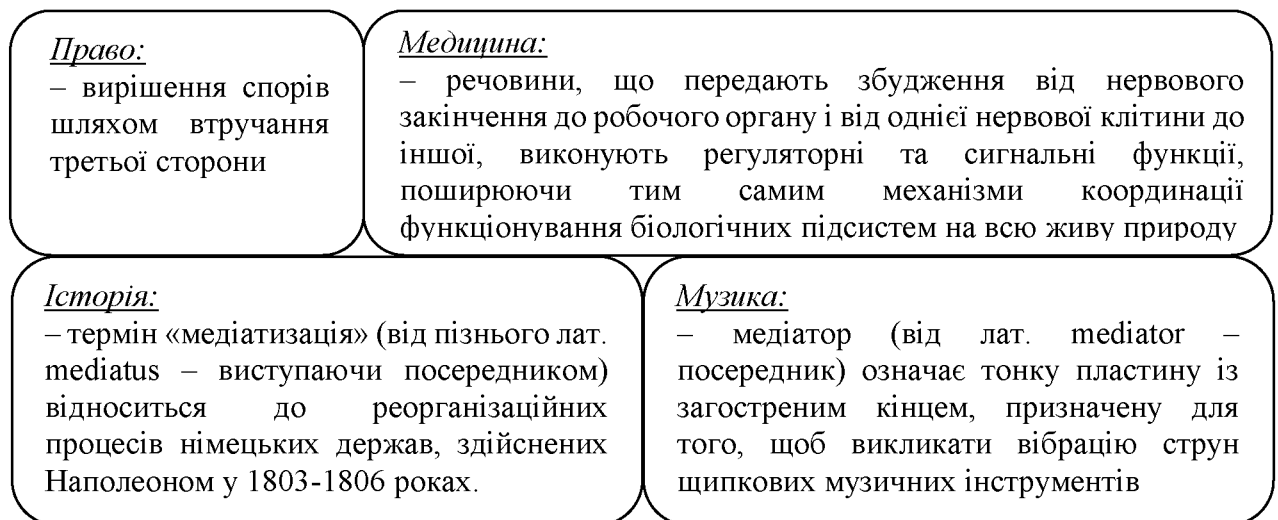 Право:
– вирішення спорів
шляхом втручання
третьої сторони
Медицина:
– речовини, що передають збудження від нервового
закінчення до робочого органу і від однієї нервової клітини до
іншої, виконують регуляторні та сигнальні функції,
поширюючи тим самим механізми координації
функціонування біологічних підсистем на всю живу природу
Історія:
– термін «медіатизація» (від пізнього лат.
mediatus – виступаючи посередником)
відноситься до реорганізаційних
процесів німецьких держав, здійснених
Наполеоном у 1803-1806 роках.
Музика:
– медіатор (від лат. mediator –
посередник) означає тонку пластину із
загостреним кінцем, призначену для
того, щоб викликати вібрацію струн
щипкових музичних інструментів